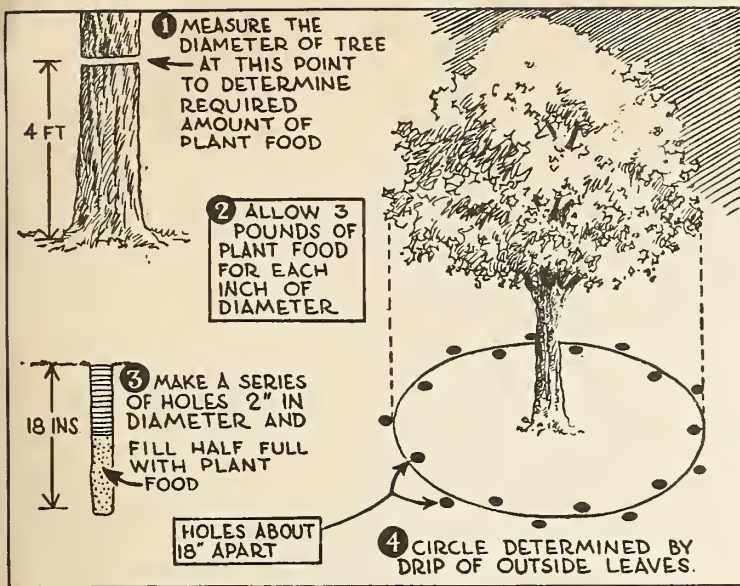 1 MEASURE THE
DIAMETER OF TREE
AT THIS POINT
TO DETERMINE
REQUIRED
AMOUNT OF
PLANT FOOD
4 FT
2 ALLOW 3
POUNDS OF
PLANT FOOD
FOR EACH
INCH OF
DIAMETER
3 MAKE A SERIES
OF HOLES 2" IN
DIAMETER AND
FILL HALF FULL
WITH PLANT
FOOD
18 INS.
HOLES ABOUT
18" APART
4 CIRCLE DETERMINED BY
DRIP OF OUTSIDE LEAVES.